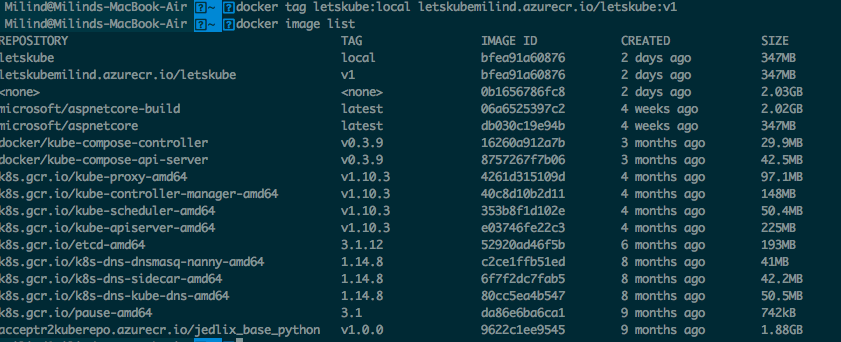 Milind@Milinds-MacBook-Air ~ docker tag letskube:local letskubemilind.azurecr.io/letskube:v1
Milind@Milinds-MacBook-Air ~ docker image list
REPOSITORY TAG IMAGE ID CREATED SIZE
letskube local bfea91a60876 2 days ago 347MB
letskubemilind.azurecr.io/letskube v1 bfea91a60876 2 days ago 347MB
<none> <none> 0b1656786fc8 2 days ago 2.03GB
microsoft/aspnetcore-build latest 06a6525397c2 4 weeks ago 2.02GB
microsoft/aspnetcore latest db030c19e94b 4 weeks ago 347MB
docker/kube-compose-controller v0.3.9 16260a912a7b 3 months ago 29.9MB
docker/kube-compose-api-server v0.3.9 8757267f7b06 3 months ago 42.5MB
k8s.gcr.io/kube-proxy-amd64 v1.10.3 4261d315109d 4 months ago 97.1MB
k8s.gcr.io/kube-controller-manager-amd64 v1.10.3 40c8d10b2d11 4 months ago 148MB
k8s.gcr.io/kube-scheduler-amd64 v1.10.3 353b8f1d102e 4 months ago 50.4MB
k8s.gcr.io/kube-apiserver-amd64 v1.10.3 e03746fe22c3 4 months ago 225MB
k8s.gcr.io/etcd-amd64 3.1.12 52920ad46f5b 6 months ago 193MB
k8s.gcr.io/k8s-dns-dnsmasq-nanny-amd64 1.14.8 c2ce1ffb51ed 8 months ago 41MB
k8s.gcr.io/k8s-dns-sidecar-amd64 1.14.8 6f7f2dc7fab5 8 months ago 42.2MB
k8s.gcr.io/k8s-dns-kube-dns-amd64 1.14.8 80cc5ea4b547 8 months ago 50.5MB
k8s.gcr.io/pause-amd64 3.1 da86e6ba6ca1 9 months ago 742kB
acceptr2kuberepo.azurecr.io/jedlix_base_python v1.0.0 9622c1ee9545 9 months ago 1.88GB